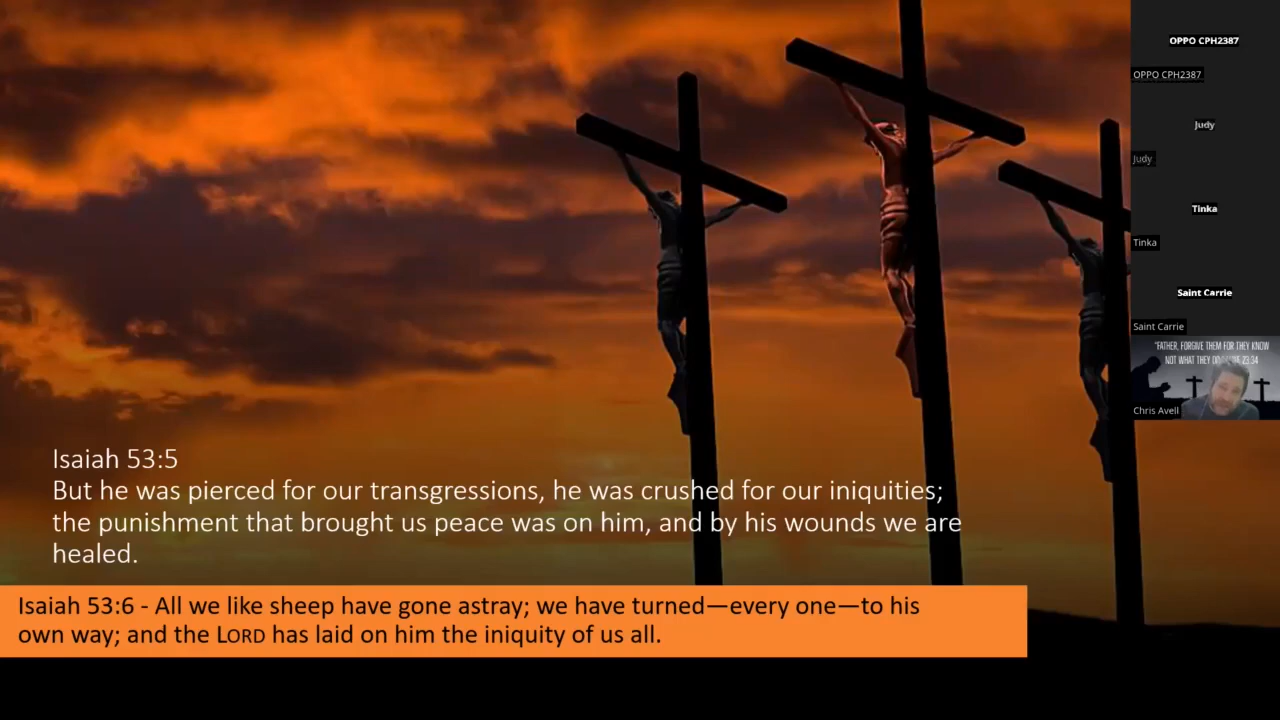 Isaiah 53:5
But he was pierced for our transgressions, he was crushed for our iniquities;
the punishment that brought us peace was on him, and by his wounds we are
healed.
Isaiah 53:6 - All we like sheep have gone astray; we have turned—every one—to his
own way; and the LORD has laid on him the iniquity of us all.
OPPO CPH2387
OPPO CPH2387
Judy
Judy
Tinka
Tinka
Saint Carrie
Saint Carrie
"FATHER, FORGIVE THEM FOR THEY KNOW
NOT WHAT THEY 23:34
Chris Avell